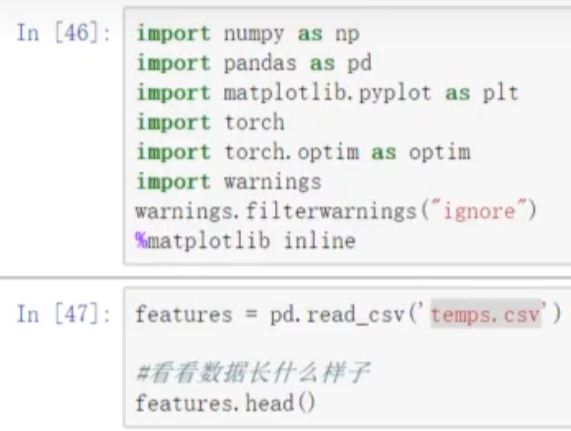 In [46]:
import numpy as np
import pandas as pd
import matplotlib.pyplot as plt
import torch
import torch.optim as optim
import warnings
warnings.filterwarnings("ignore")
%matplotlib inline
In [47]:
features = pd.read_csv('temps.csv')
#看看数据长什么样子
features.head()